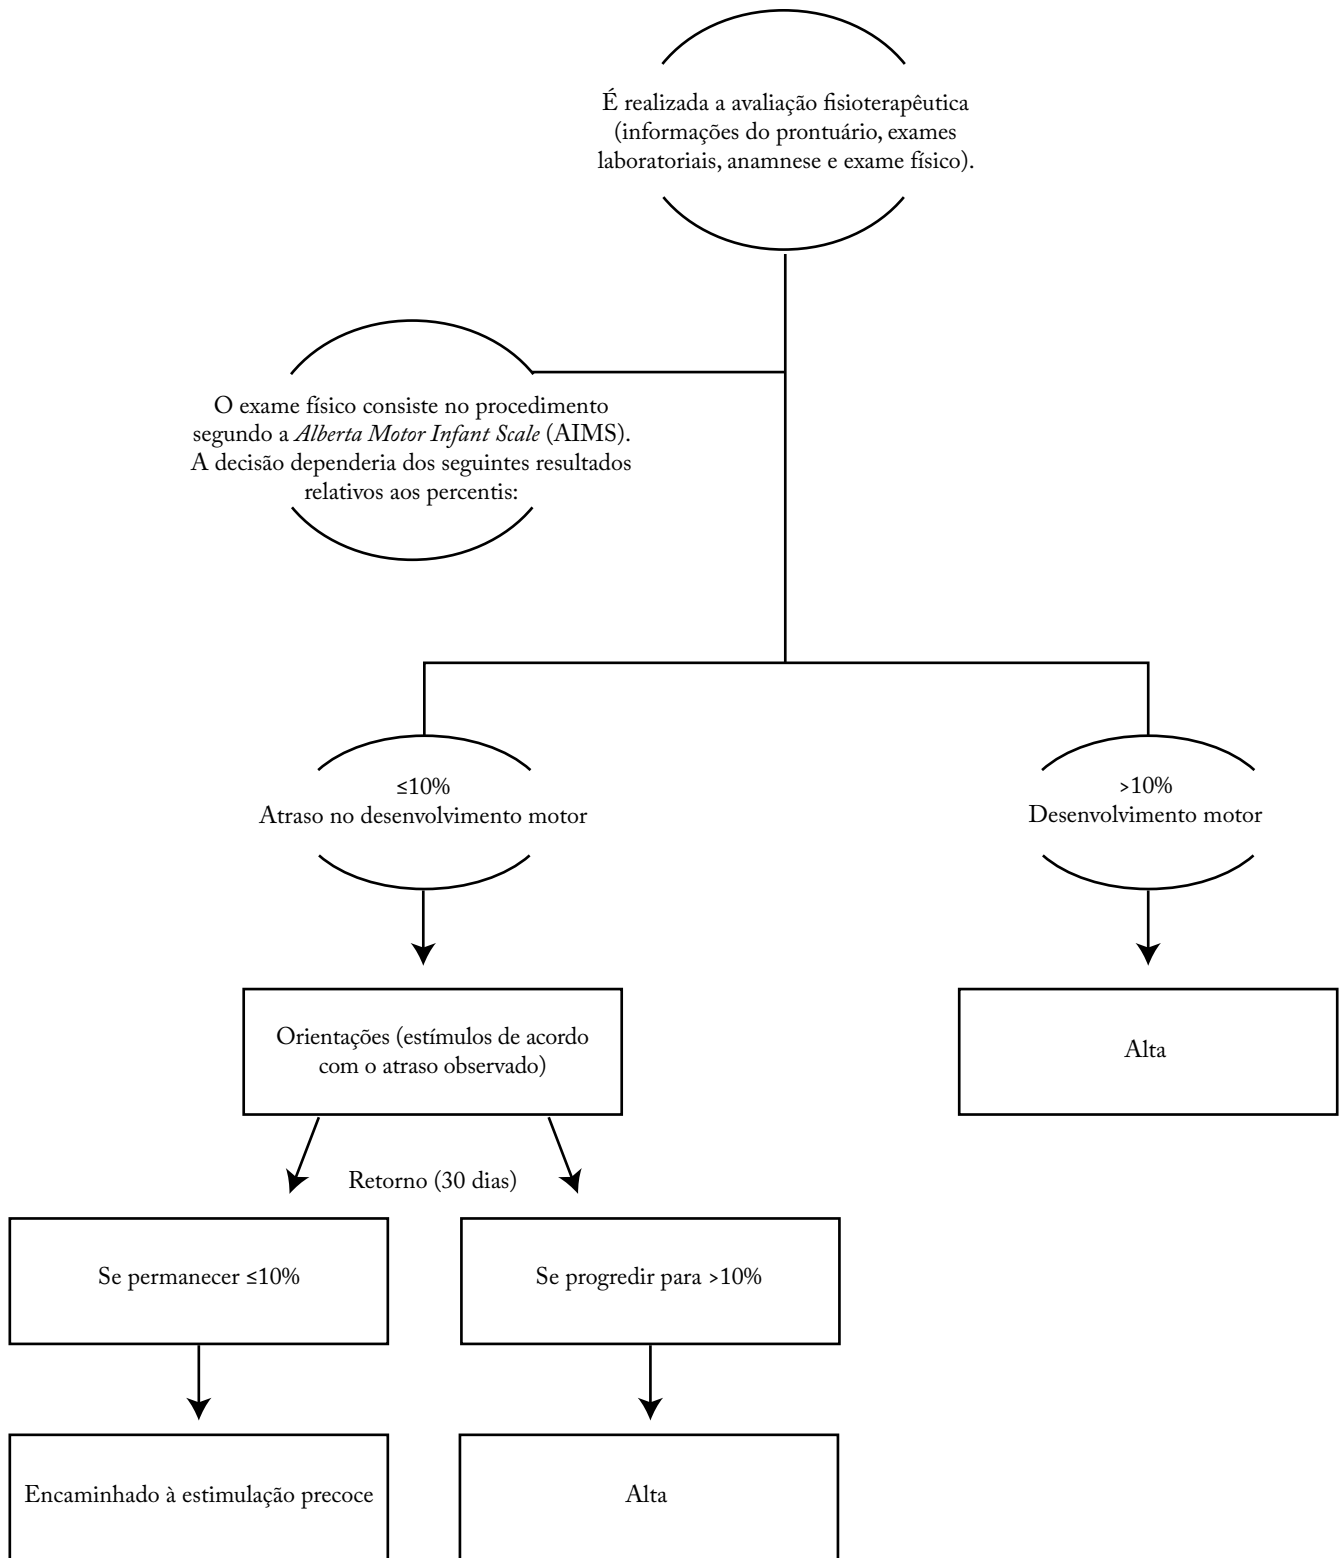 É realizada a avaliação fisioterapêutica
(informações do prontuário, exames
laboratoriais, anamnese e exame físico).
O exame físico consiste no procedimento
segundo a Alberta Motor Infant Scale (AIMS).
A decisão dependeria dos seguintes resultados
relativos aos percentis:
≤10%
Atraso no desenvolvimento motor
>10%
Desenvolvimento motor
Orientações (estímulos de acordo
com o atraso observado)
Alta
Retorno (30 dias)
Se permanecer ≤10%
Se progredir para >10%
Encaminhado à estimulação precoce
Alta